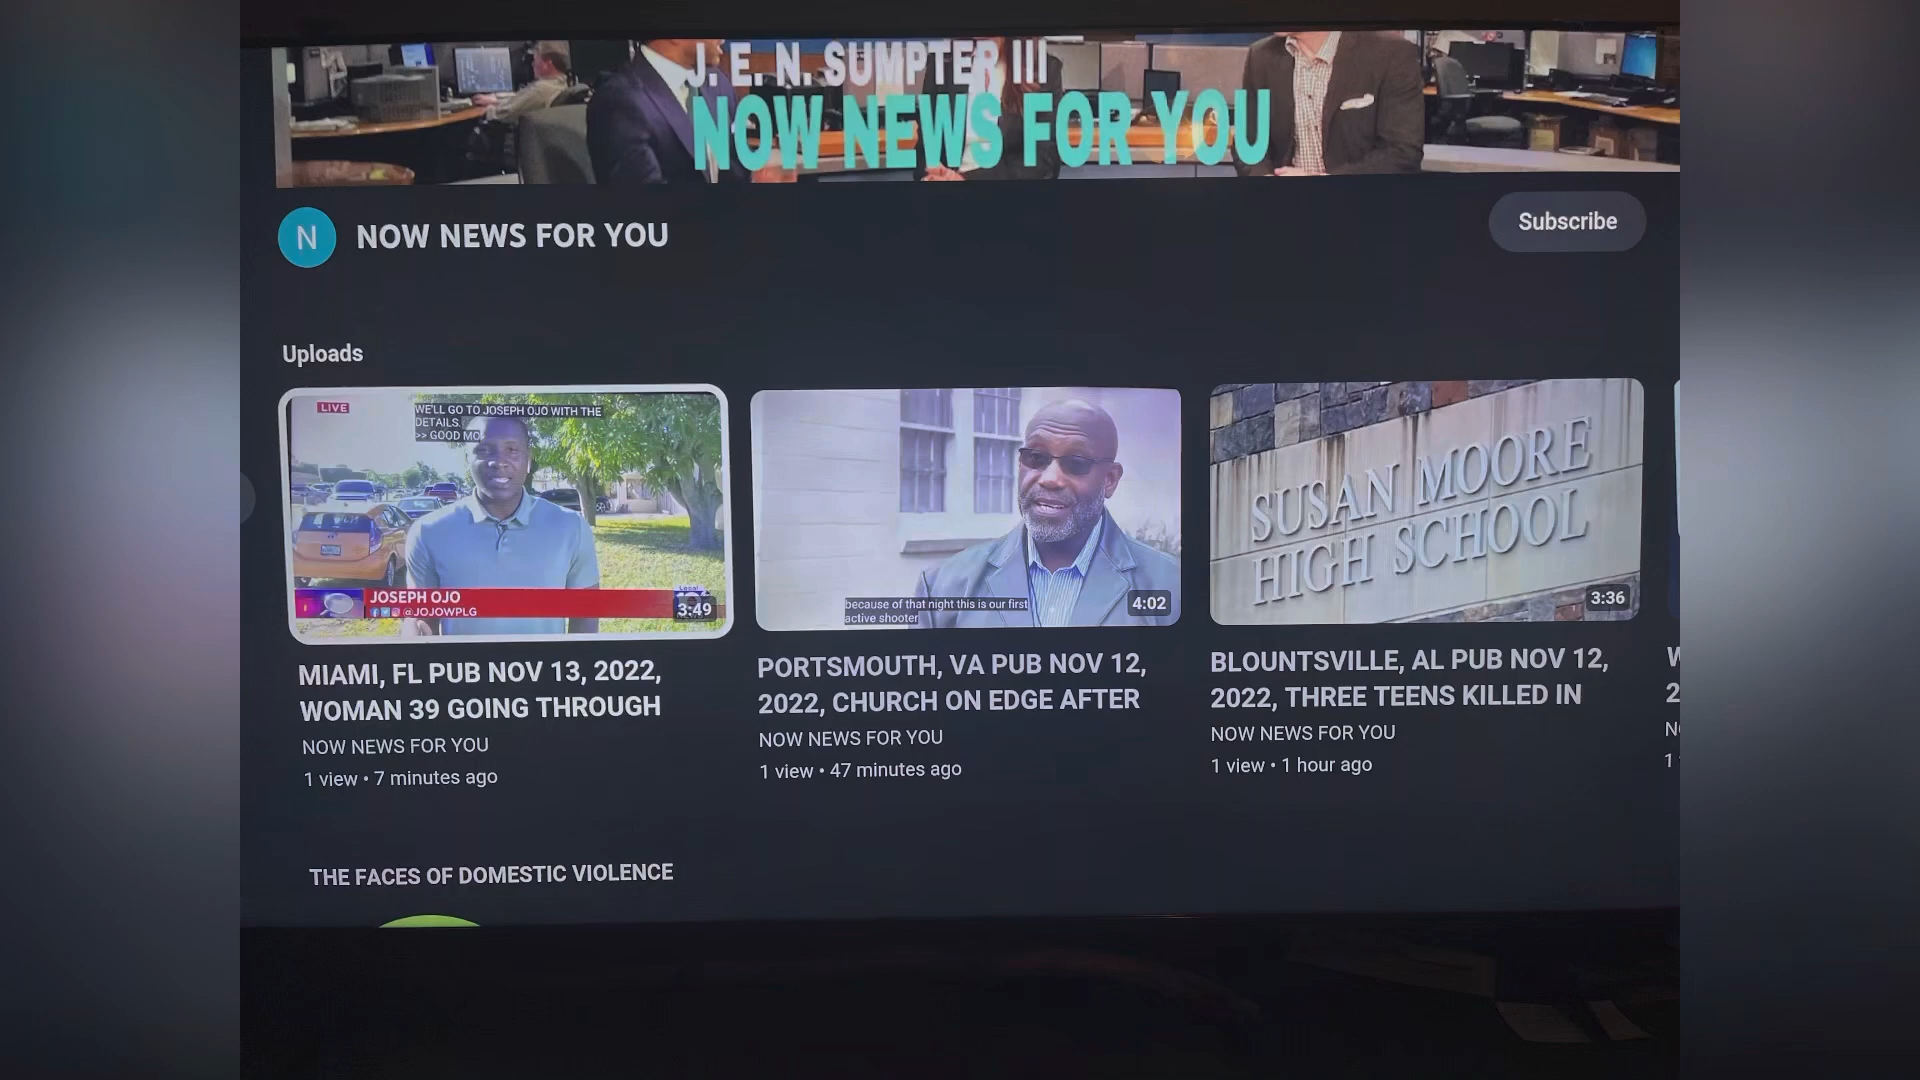 J. E. N. SUMPTER III
NOW NEWS FOR YOU
N
NOW NEWS FOR YOU
Subscribe
Uploads
LIVE
WE'LL GO TO JOSEPH OJO WITH THE
DETAILS.
>> GOOD MO
JOSEPH OJO
@JOJOWPLG
3:49
MIAMI, FL PUB NOV 13, 2022,
WOMAN 39 GOING THROUGH
NOW NEWS FOR YOU
1 view • 7 minutes ago
because of that night this is our first
active shooter
4:02
PORTSMOUTH, VA PUB NOV 12,
2022, CHURCH ON EDGE AFTER
NOW NEWS FOR YOU
1 view • 47 minutes ago
SUSAN MOORE
HIGH SCHOOL
3:36
BLOUNTSVILLE, AL PUB NOV 12,
2022, THREE TEENS KILLED IN
NOW NEWS FOR YOU
1 view • 1 hour ago
THE FACES OF DOMESTIC VIOLENCE